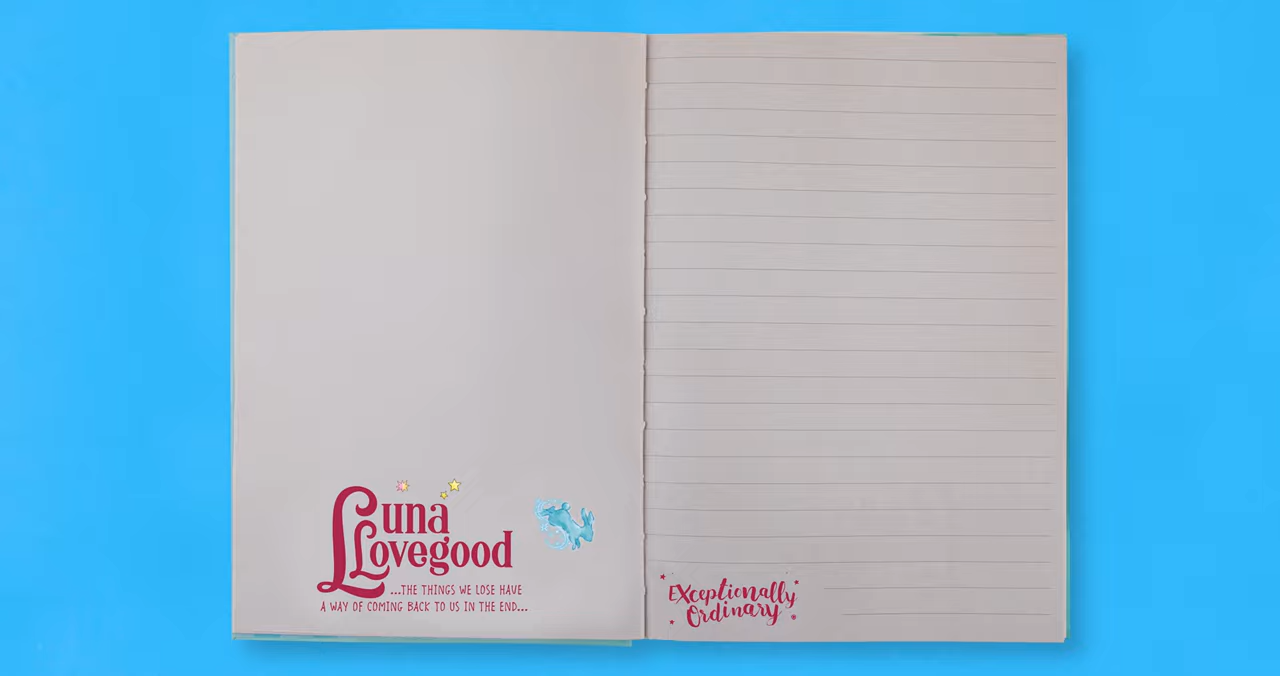 Luna
Lovegood
...THE THINGS WE LOSE HAVE
A WAY OF COMING BACK TO US IN THE END...
EXceptionally
Ordinary